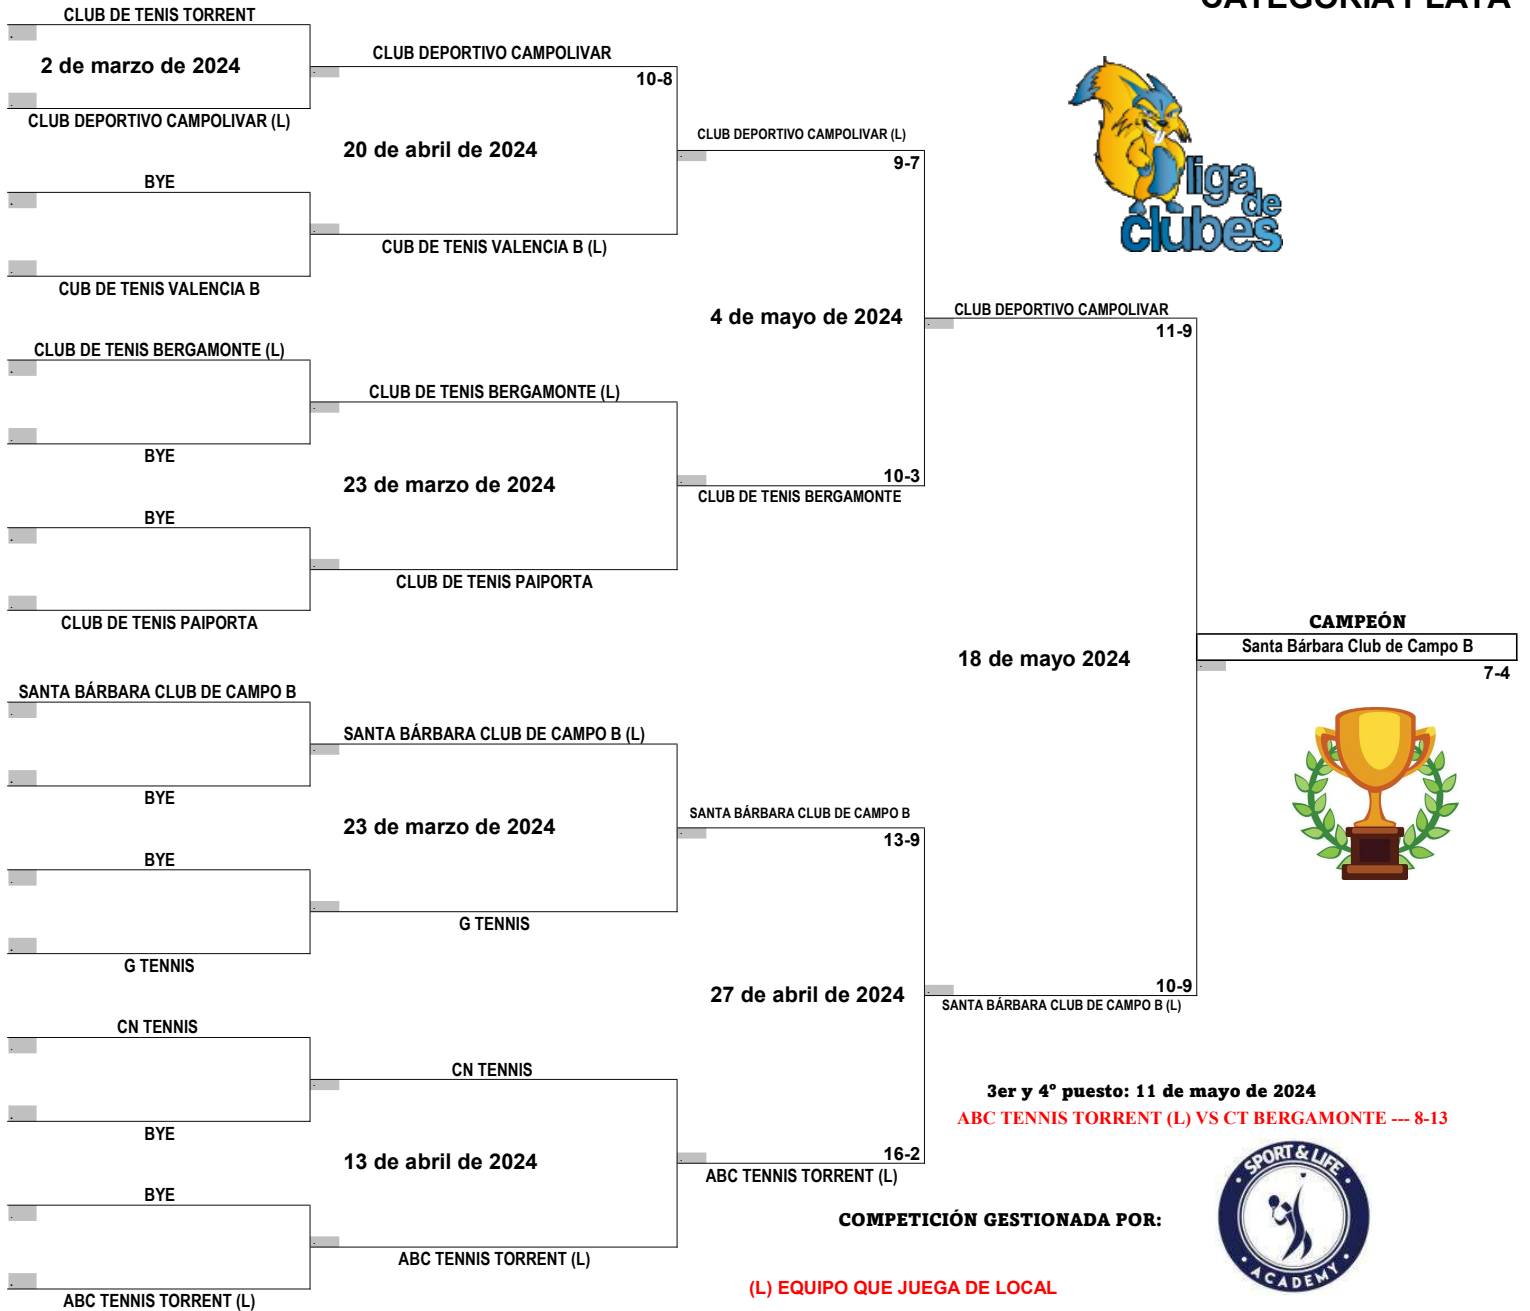 CATEGORIA PLATA
CLUB DE TENIS TORRENT
2 de marzo de 2024
CLUB DEPORTIVO CAMPOLIVAR (L)
BYE
CUB DE TENIS VALENCIA B
CLUB DE TENIS BERGAMONTE (L)
BYE
BYE
CLUB DE TENIS PAIPORTA
SANTA BÁRBARA CLUB DE CAMPO B
BYE
BYE
G TENNIS
CN TENNIS
BYE
BYE
ABC TENNIS TORRENT (L)
CLUB DEPORTIVO CAMPOLIVAR
10-8
20 de abril de 2024
CUB DE TENIS VALENCIA B (L)
CLUB DE TENIS BERGAMONTE (L)
23 de marzo de 2024
CLUB DE TENIS PAIPORTA
SANTA BÁRBARA CLUB DE CAMPO B (L)
23 de marzo de 2024
G TENNIS
CN TENNIS
13 de abril de 2024
ABC TENNIS TORRENT (L)
CLUB DEPORTIVO CAMPOLIVAR (L)
9-7
4 de mayo de 2024
10-3
CLUB DE TENIS BERGAMONTE
SANTA BÁRBARA CLUB DE CAMPO B
13-9
27 de abril de 2024
16-2
ABC TENNIS TORRENT (L)
CLUB DEPORTIVO CAMPOLIVAR
11-9
18 de mayo 2024
10-9
SANTA BÁRBARA CLUB DE CAMPO B (L)
CAMPEÓN
Santa Bárbara Club de Campo B
7-4
liga
de
clubes
3er y 4º puesto: 11 de mayo de 2024
ABC TENNIS TORRENT (L) VS CT BERGAMONTE --- 8-13
COMPETICIÓN GESTIONADA POR:
SPORT & LIFE
ACADEMY
(L) EQUIPO QUE JUEGA DE LOCAL